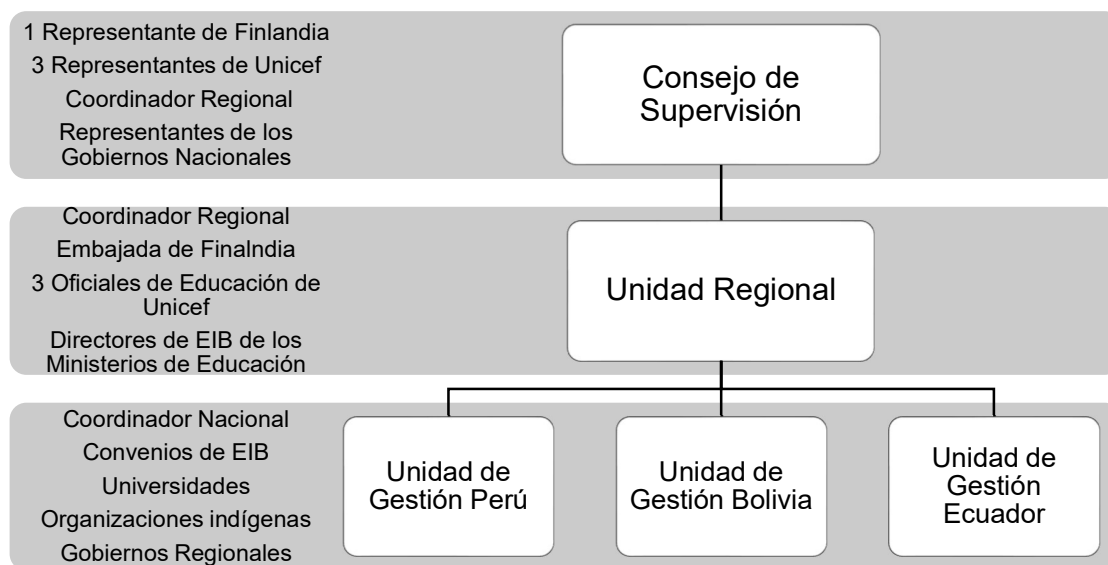 1 Representante de Finlandia
3 Representantes de Unicef
Coordinador Regional
Representantes de los
Gobiernos Nacionales
Consejo de
Supervisión
Coordinador Regional
Embajada de Finalndia
3 Oficiales de Educación de
Unicef
Directores de EIB de los
Ministerios de Educación
Unidad Regional
Coordinador Nacional
Convenios de EIB
Universidades
Organizaciones indígenas
Gobiernos Regionales
Unidad de
Gestión Perú
Unidad de
Gestión Bolivia
Unidad de
Gestión
Ecuador